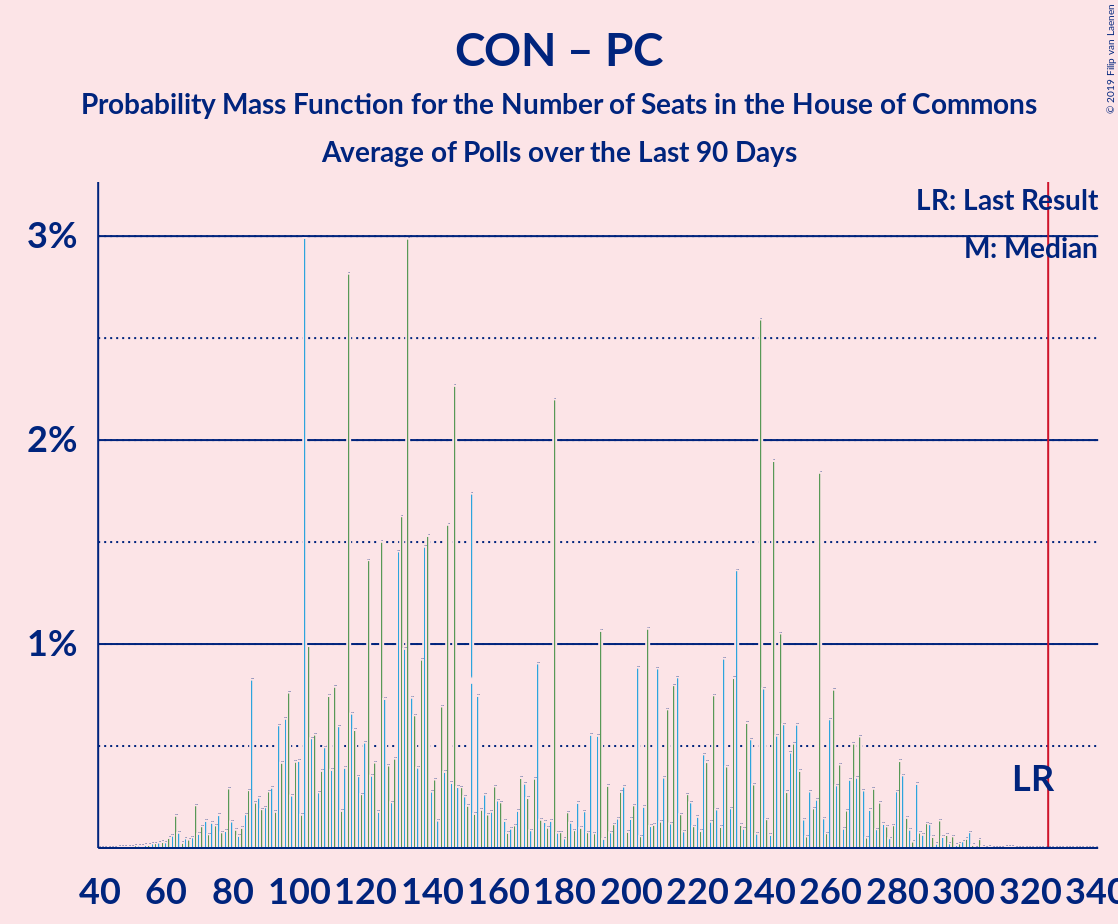 CON – PC
Probability Mass Function for the Number of Seats in the House of Commons
Average of Polls over the Last 90 Days
© 2019 Filip van Laenen
LR: Last Result
M: Median
3%
2%
1%
LR
40 60 80 100 120 140 160 180 200 220 240 260 280 300 320 340